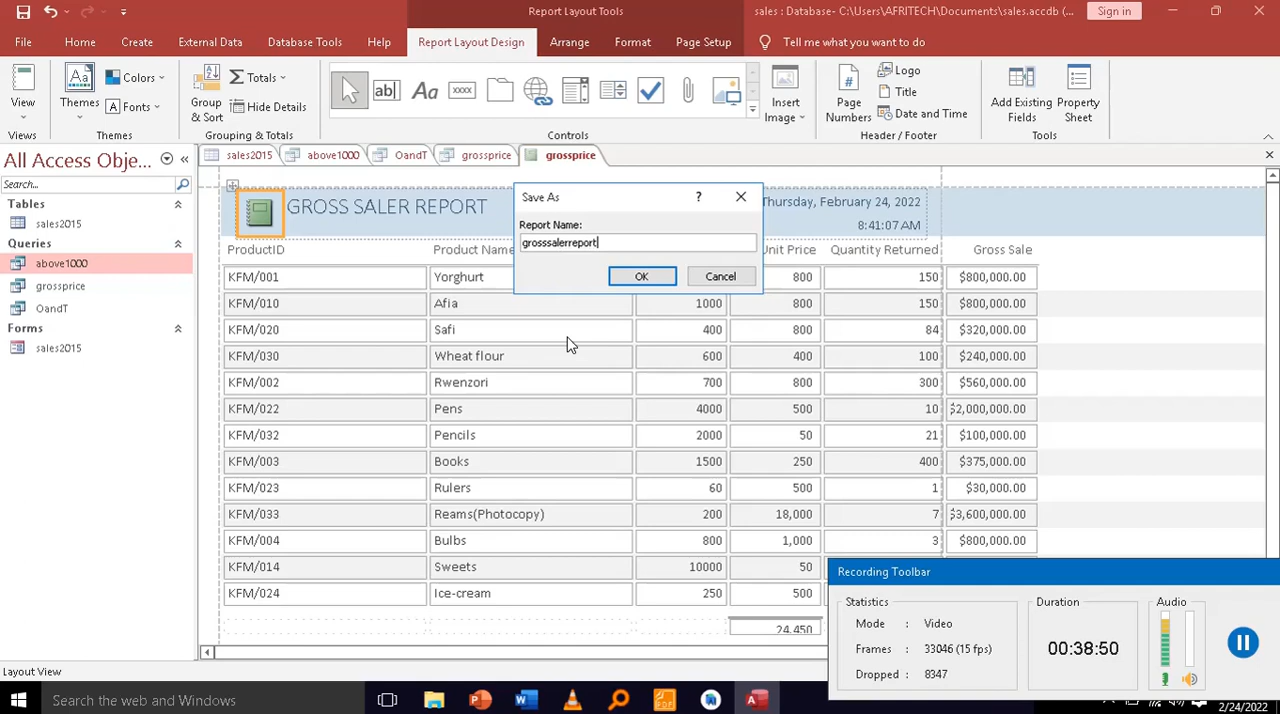 Report Layout Tools
sales : Database- C:\Users\AFRITECH\Documents\sales.accdb (...
Sign in
File Home Create External Data Database Tools Help Report Layout Design Arrange Format Page Setup Tell me what you want to do
View
Views
Aa
Themes
Colors
Fonts
Themes
Group & Sort
Totals
Hide Details
Grouping & Totals
ab|
Aa
xxxx
Insert Image
Controls
Page Numbers
Logo
Title
Date and Time
Header / Footer
Add Existing Fields
Property Sheet
Tools
All Access Obje...
Search...
Tables
sales2015
Queries
above1000
grossprice
OandT
Forms
sales2015
sales2015 above1000 OandT grossprice grossprice
GROSS SALER REPORT
Thursday, February 24, 2022
8:41:07 AM
Save As
?
Report Name:
grosssalerreport
OK Cancel
ProductID Product Name Unit Price Quantity Returned Gross Sale
KFM/001 Yorghurt 800 150 $800,000.00
KFM/010 Afia 1000 800 150 $800,000.00
KFM/020 Safi 400 800 84 $320,000.00
KFM/030 Wheat flour 600 400 100 $240,000.00
KFM/002 Rwenzori 700 800 300 $560,000.00
KFM/022 Pens 4000 500 10 $2,000,000.00
KFM/032 Pencils 2000 50 21 $100,000.00
KFM/003 Books 1500 250 400 $375,000.00
KFM/023 Rulers 60 500 1 $30,000.00
KFM/033 Reams(Photocopy) 200 18,000 7 $3,600,000.00
KFM/004 Bulbs 800 1,000 3 $800,000.00
KFM/014 Sweets 10000 50
KFM/024 Ice-cream 250 500
24,450
Recording Toolbar
Statistics
Mode : Video
Frames : 33046 (15 fps)
Dropped : 8347
Duration
00:38:50
Audio
Layout View
Search the web and Windows
2/24/2022